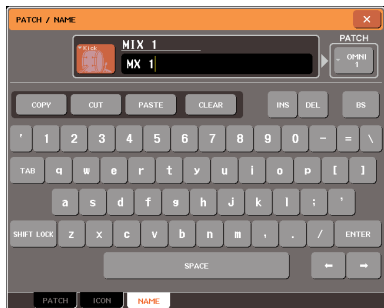 PATCH / NAME
PATCH
Kick
MIX 1
MX 1
OMNI
1
COPY CUT PASTE CLEAR INS DEL BS
' 1 2 3 4 5 6 7 8 9 0 - = \
TAB q w e r t y u i o p [ ]
a s d f g h j k l ; '
SHIFT LOCK z x c v b n m , . / ENTER
SPACE ← →
PATCH ICON NAME